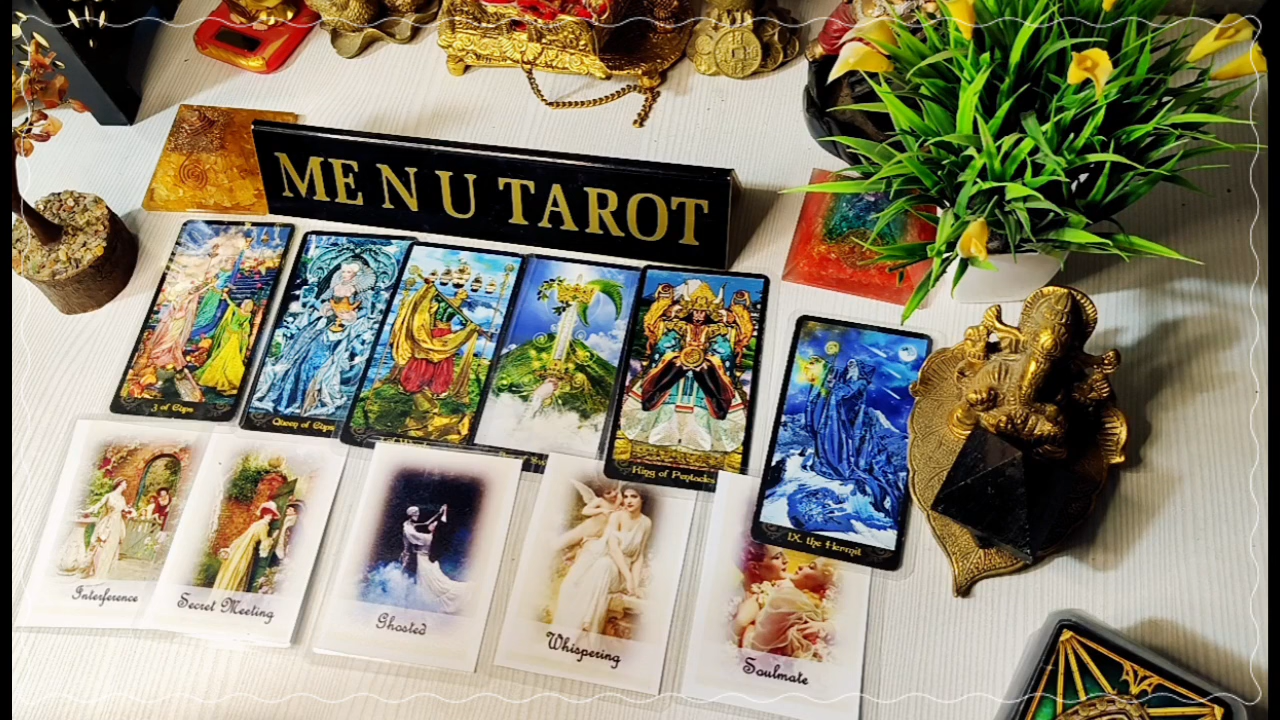 ME N U TAROT
3 of Cups
Queen of Cups
King of Pentacles
IX. the Hermit
Interference
Secret Meeting
Ghosted
Whispering
Soulmate